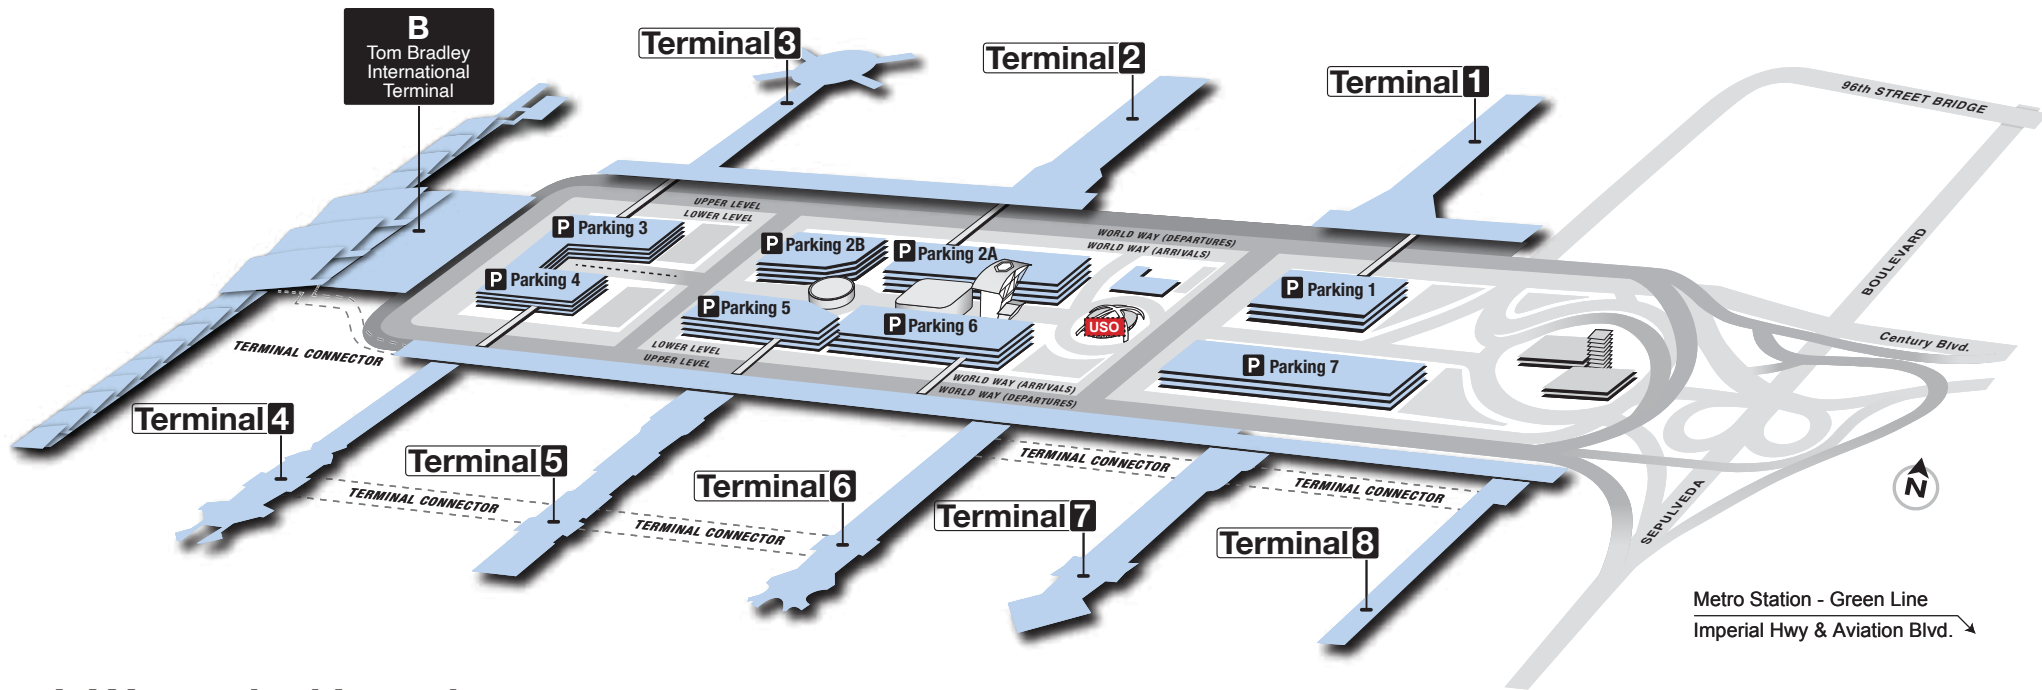 B
Tom Bradley
International
Terminal
Terminal 3
Terminal 2
Terminal 1
96th STREET BRIDGE
BOULEVARD
Century Blvd.
UPPER LEVEL
LOWER LEVEL
WORLD WAY (DEPARTURES)
WORLD WAY (ARRIVALS)
P Parking 3
P Parking 2B
P Parking 2A
P Parking 4
P Parking 1
P Parking 5
P Parking 6
USO
P Parking 7
LOWER LEVEL
UPPER LEVEL
WORLD WAY (ARRIVALS)
WORLD WAY (DEPARTURES)
TERMINAL CONNECTOR
Terminal 4
Terminal 5
Terminal 6
Terminal 7
Terminal 8
TERMINAL CONNECTOR
TERMINAL CONNECTOR
TERMINAL CONNECTOR
TERMINAL CONNECTOR
SEPULVEDA
N
Metro Station - Green Line
Imperial Hwy & Aviation Blvd.